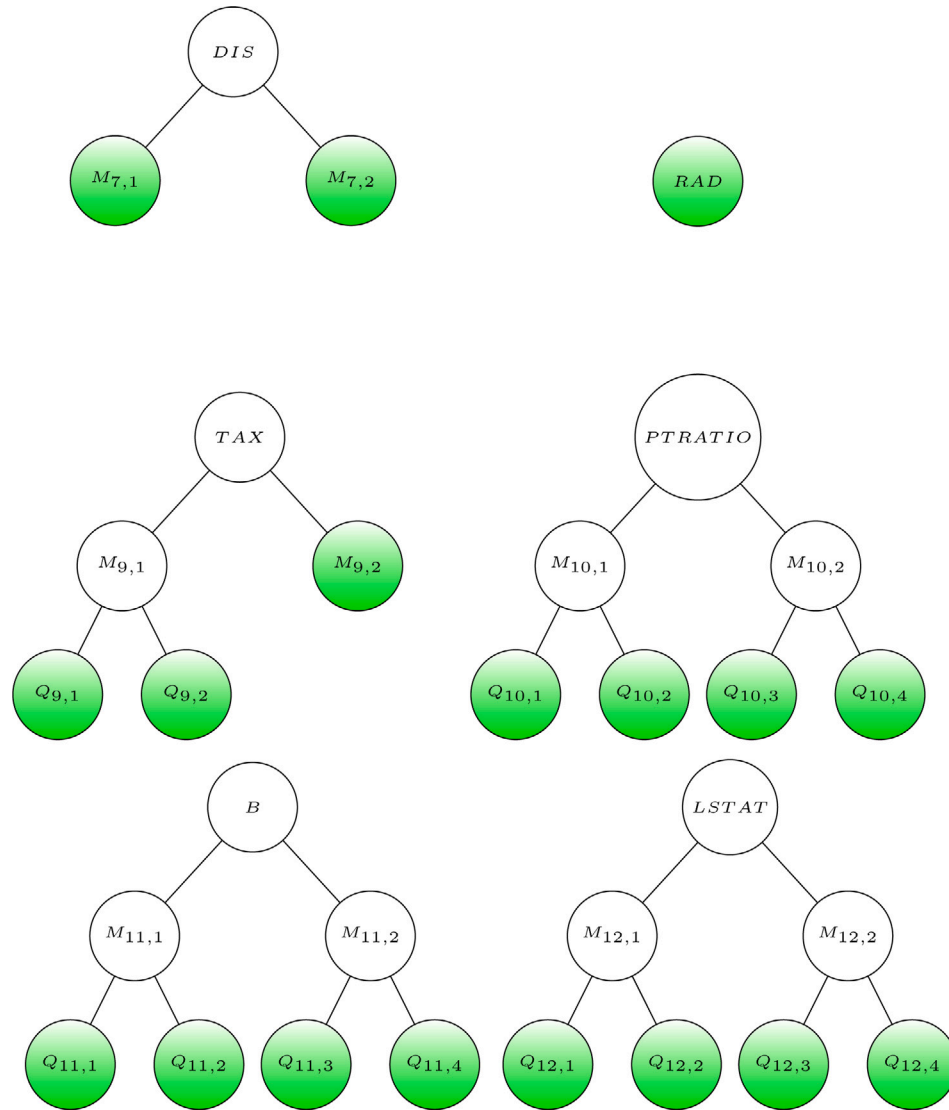 DIS
M7,1 M7,2 RAD
TAX PTRATIO
M9,1 M9,2 M10,1 M10,2
Q9,1 Q9,2 Q10,1 Q10,2 Q10,3 Q10,4
B LSTAT
M11,1 M11,2 M12,1 M12,2
Q11,1 Q11,2 Q11,3 Q11,4 Q12,1 Q12,2 Q12,3 Q12,4